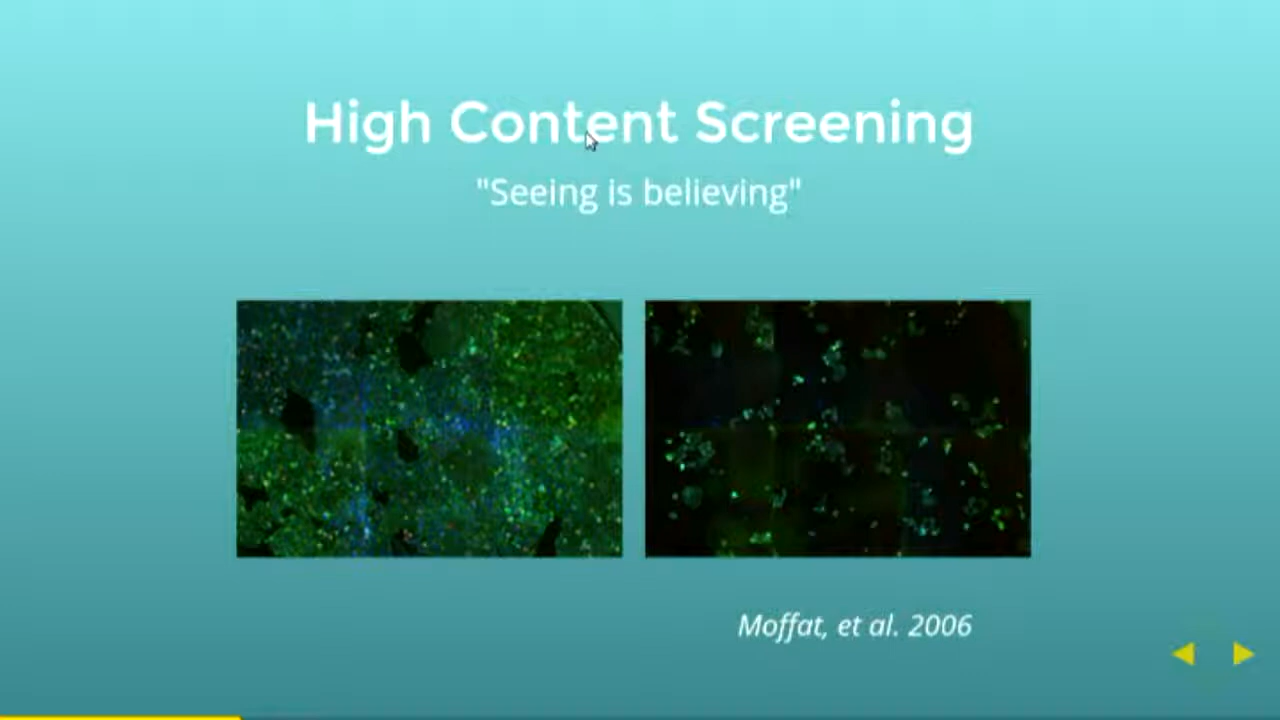 High Content Screening
"Seeing is believing"
Moffat, et al. 2006